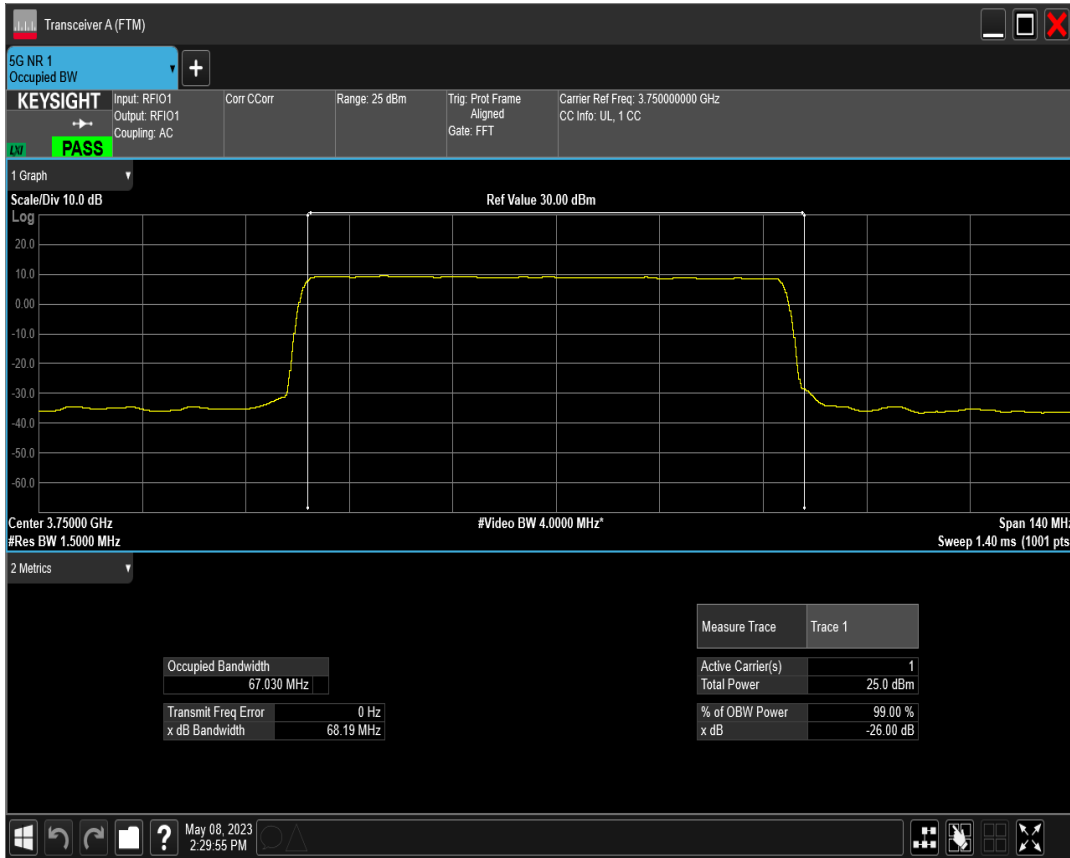 Transceiver A (FTM)
5G NR 1
Occupied BW
+
KEYSIGHT
LXI
PASS
Input: RFIO1
Output: RFIO1
Coupling: AC
Corr CCorr
Range: 25 dBm
Trig: Prot Frame
Aligned
Gate: FFT
Carrier Ref Freq: 3.750000000 GHz
CC Info: UL, 1 CC
1 Graph
Scale/Div 10.0 dB
Ref Value 30.00 dBm
Log
20.0
10.0
0.00
-10.0
-20.0
-30.0
-40.0
-50.0
-60.0
Center 3.75000 GHz
#Video BW 4.0000 MHz*
Span 140 MHz
#Res BW 1.5000 MHz
Sweep 1.40 ms (1001 pts
2 Metrics
Measure Trace Trace 1
Occupied Bandwidth
67.030 MHz
Active Carrier(s) 1
Total Power 25.0 dBm
Transmit Freq Error 0 Hz
x dB Bandwidth 68.19 MHz
% of OBW Power 99.00 %
x dB -26.00 dB
?
May 08, 2023
2:29:55 PM